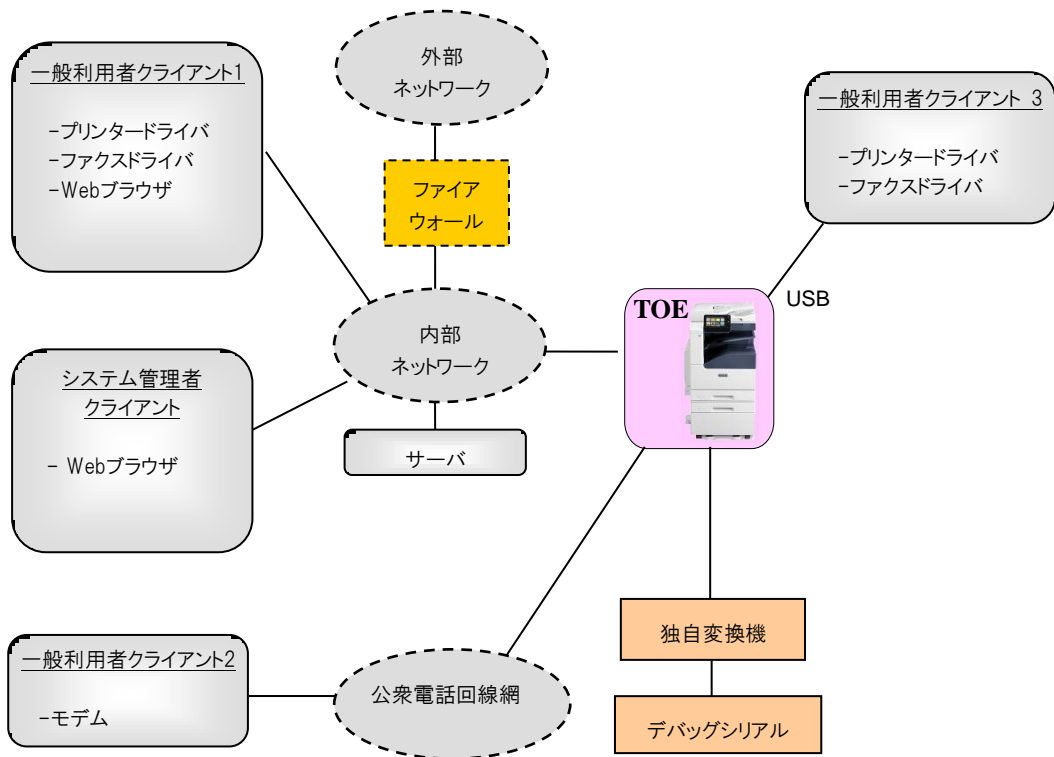 一般利用者クライアント1
-プリンタードライバ
-ファクスドライバ
-Webブラウザ
外部
ネットワーク
ファイア
ウォール
一般利用者クライアント 3
-プリンタードライバ
-ファクスドライバ
USB
TOE
内部
ネットワーク
システム管理者
クライアント
- Webブラウザ
サーバ
独自変換機
デバッグシリアル
一般利用者クライアント2
-モデム
公衆電話回線網